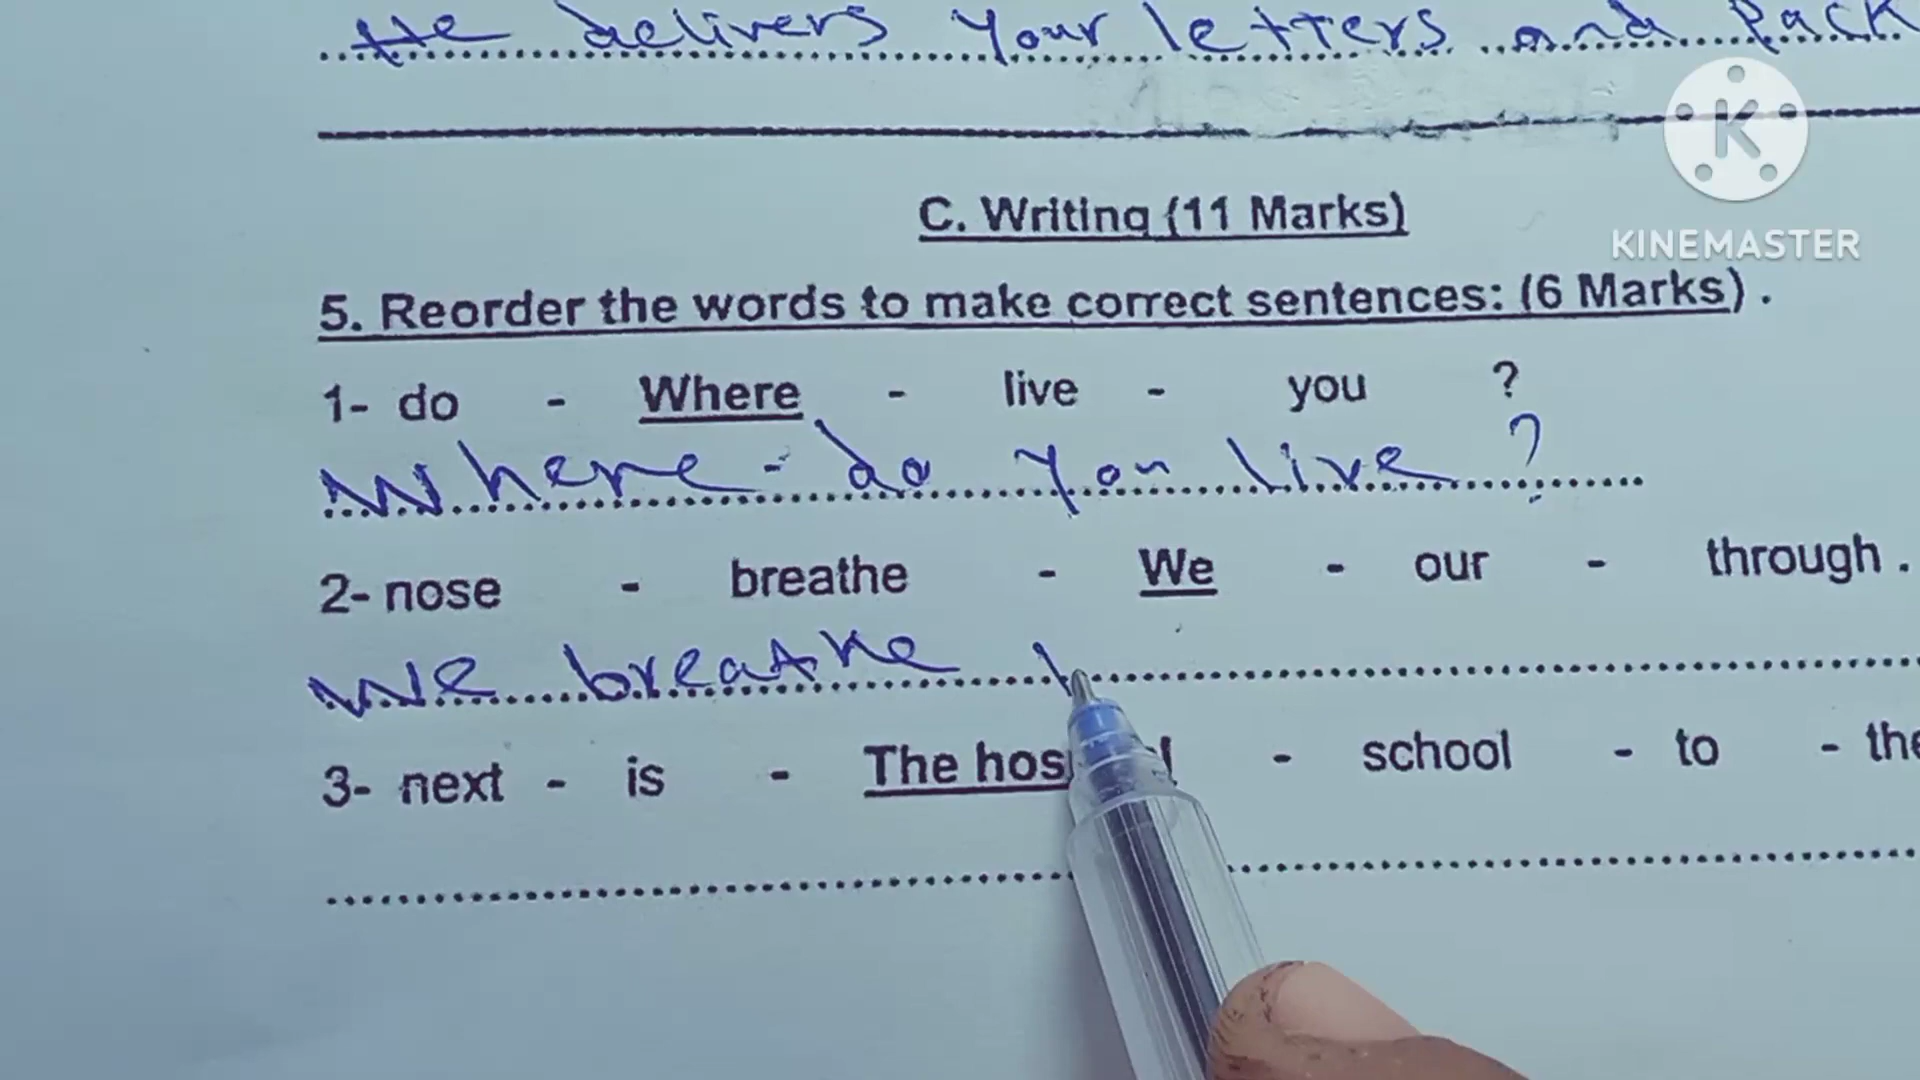 He delivers your letters and Pack
K
KINEMASTER
C. Writing (11 Marks)
5. Reorder the words to make correct sentences: (6 Marks) .
1- do - Where - live - you ?
Where - do you live ?
2- nose - breathe - We - our - through .
We breathe
3- next - is - The hos l - school - to - the